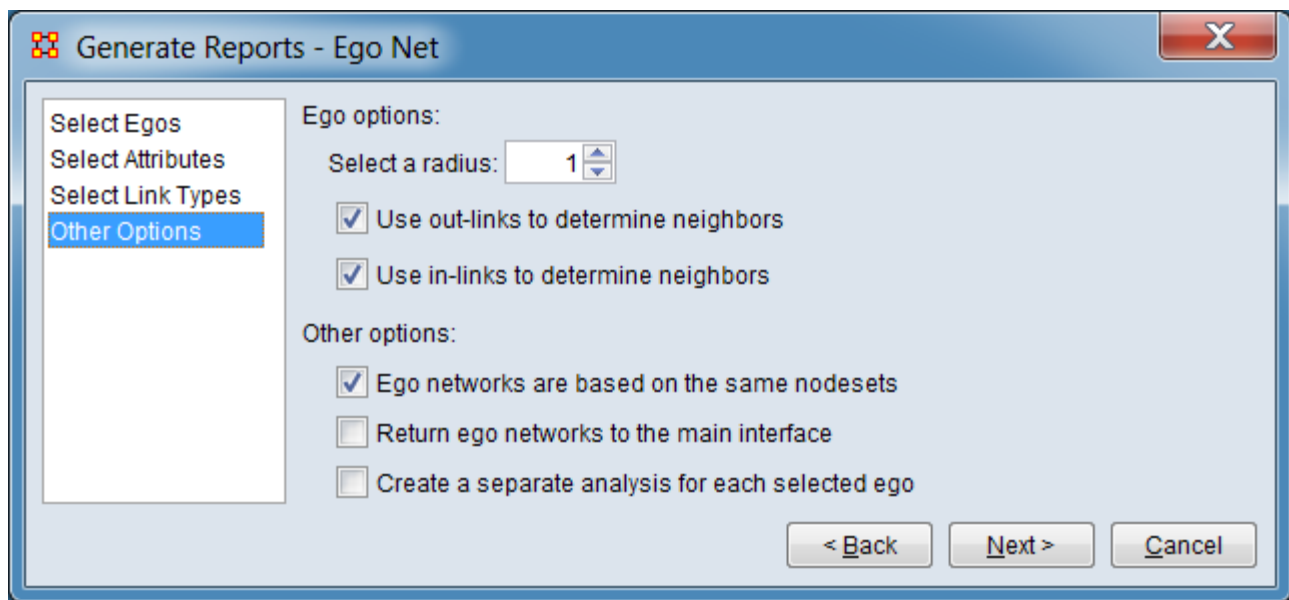 Generate Reports - Ego Net
Select Egos
Select Attributes
Select Link Types
Other Options
Ego options:
Select a radius: 1
Use out-links to determine neighbors
Use in-links to determine neighbors
Other options:
Ego networks are based on the same nodesets
Return ego networks to the main interface
Create a separate analysis for each selected ego
< Back Next > Cancel